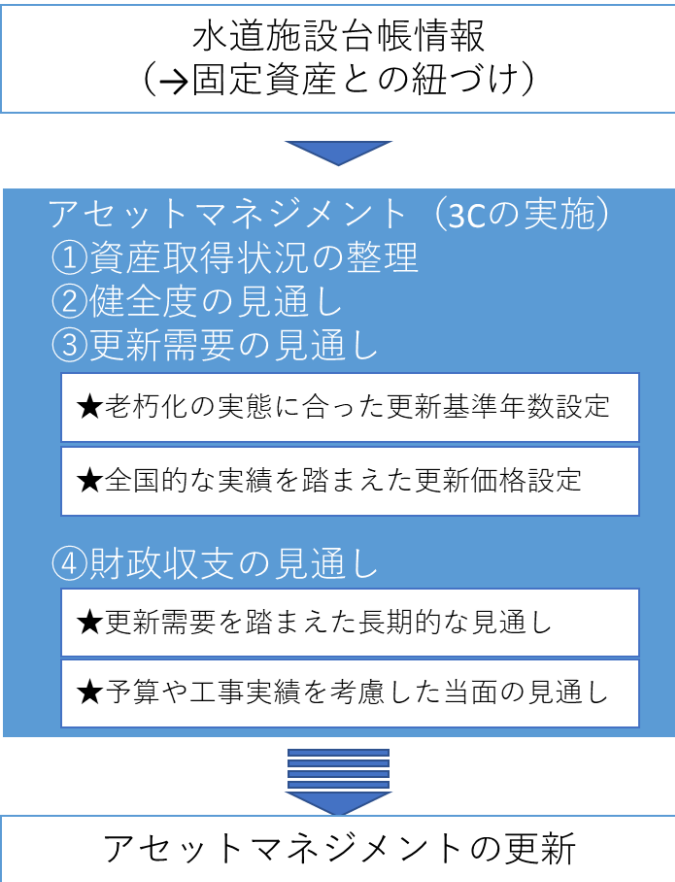 水道施設台帳情報
（→固定資産との紐づけ）
アセットマネジメント（3Cの実施）
①資産取得状況の整理
②健全度の見通し
③更新需要の見通し
★老朽化の実態に合った更新基準年数設定
★全国的な実績を踏まえた更新価格設定
④財政収支の見通し
★更新需要を踏まえた長期的な見通し
★予算や工事実績を考慮した当面の見通し
アセットマネジメントの更新